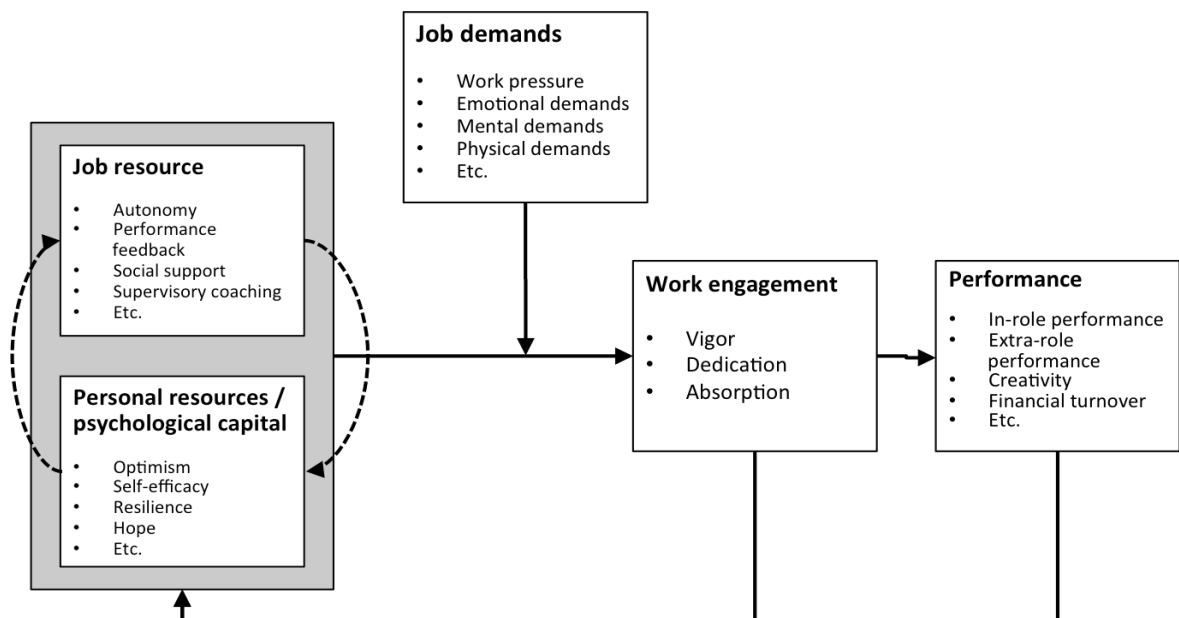 Job demands
• Work pressure
• Emotional demands
• Mental demands
• Physical demands
• Etc.
Job resource
• Autonomy
• Performance
feedback
• Social support
• Supervisory coaching
• Etc.
Personal resources /
psychological capital
• Optimism
• Self-efficacy
• Resilience
• Hope
• Etc.
Work engagement
• Vigor
• Dedication
• Absorption
Performance
• In-role performance
• Extra-role
performance
• Creativity
• Financial turnover
• Etc.